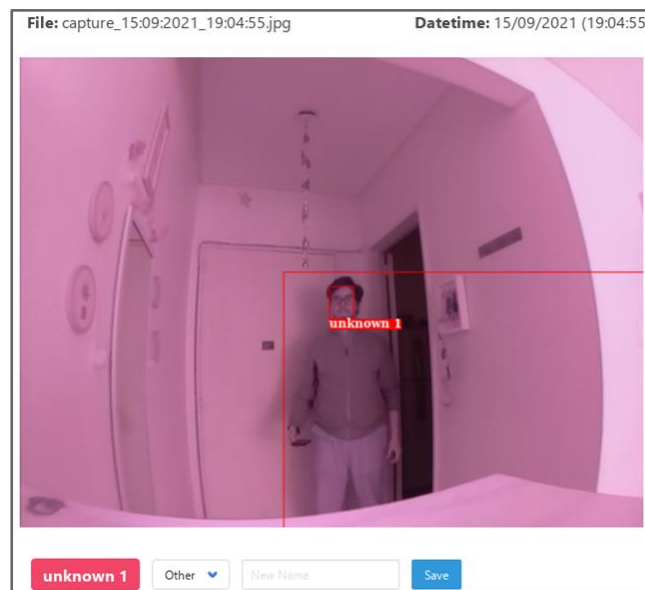 File: capture_15:09:2021_19:04:55.jpg
Datetime: 15/09/2021 (19:04:55
unknown 1
unknown 1
Other
New Name
Save